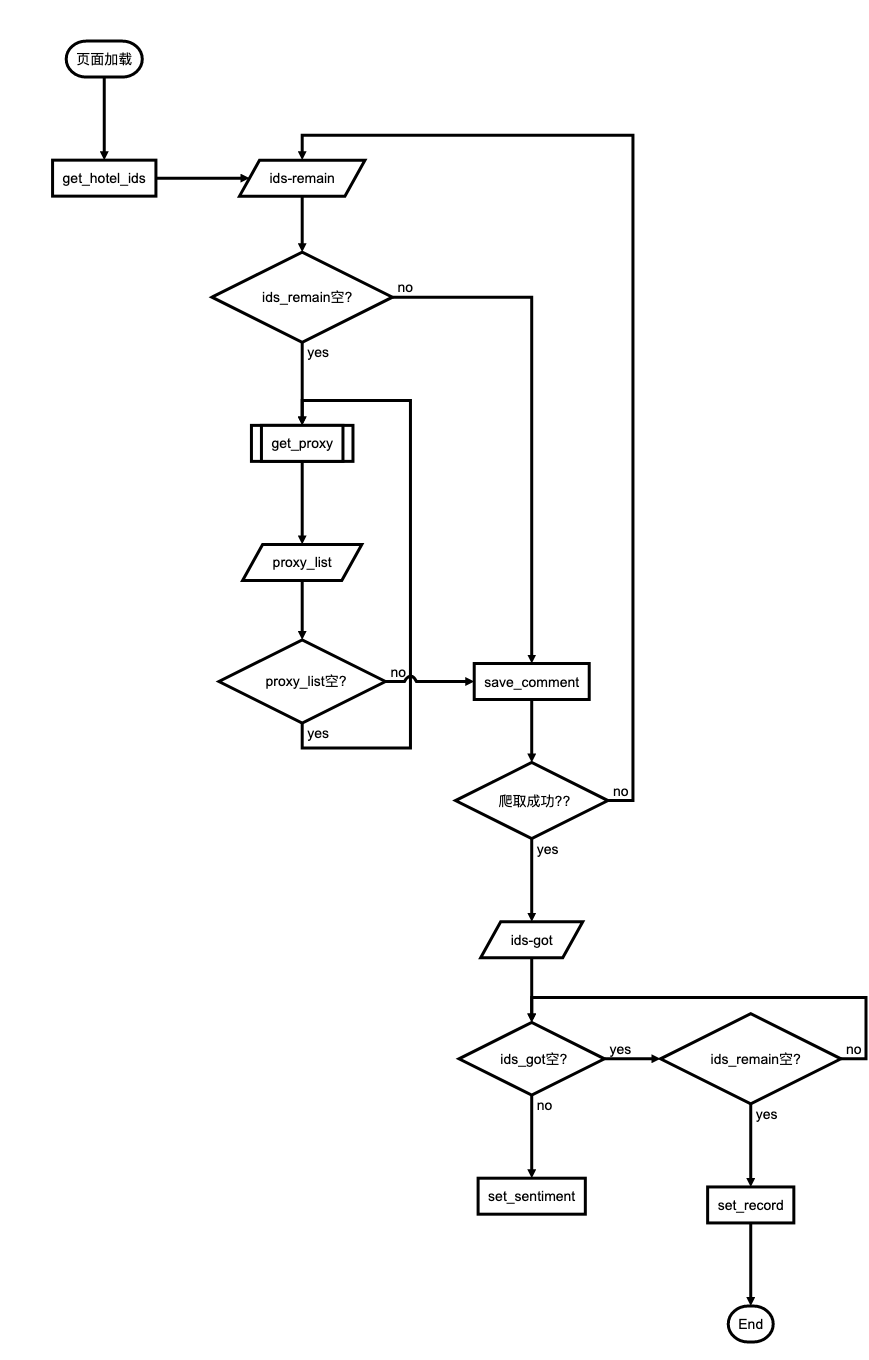 页面加载
get_hotel_ids
ids-remain
ids_remain空?
no
yes
get_proxy
proxy_list
proxy_list空?
no
yes
save_comment
爬取成功??
no
yes
ids-got
ids_got空?
yes
no
ids_remain空?
no
yes
set_sentiment
set_record
End